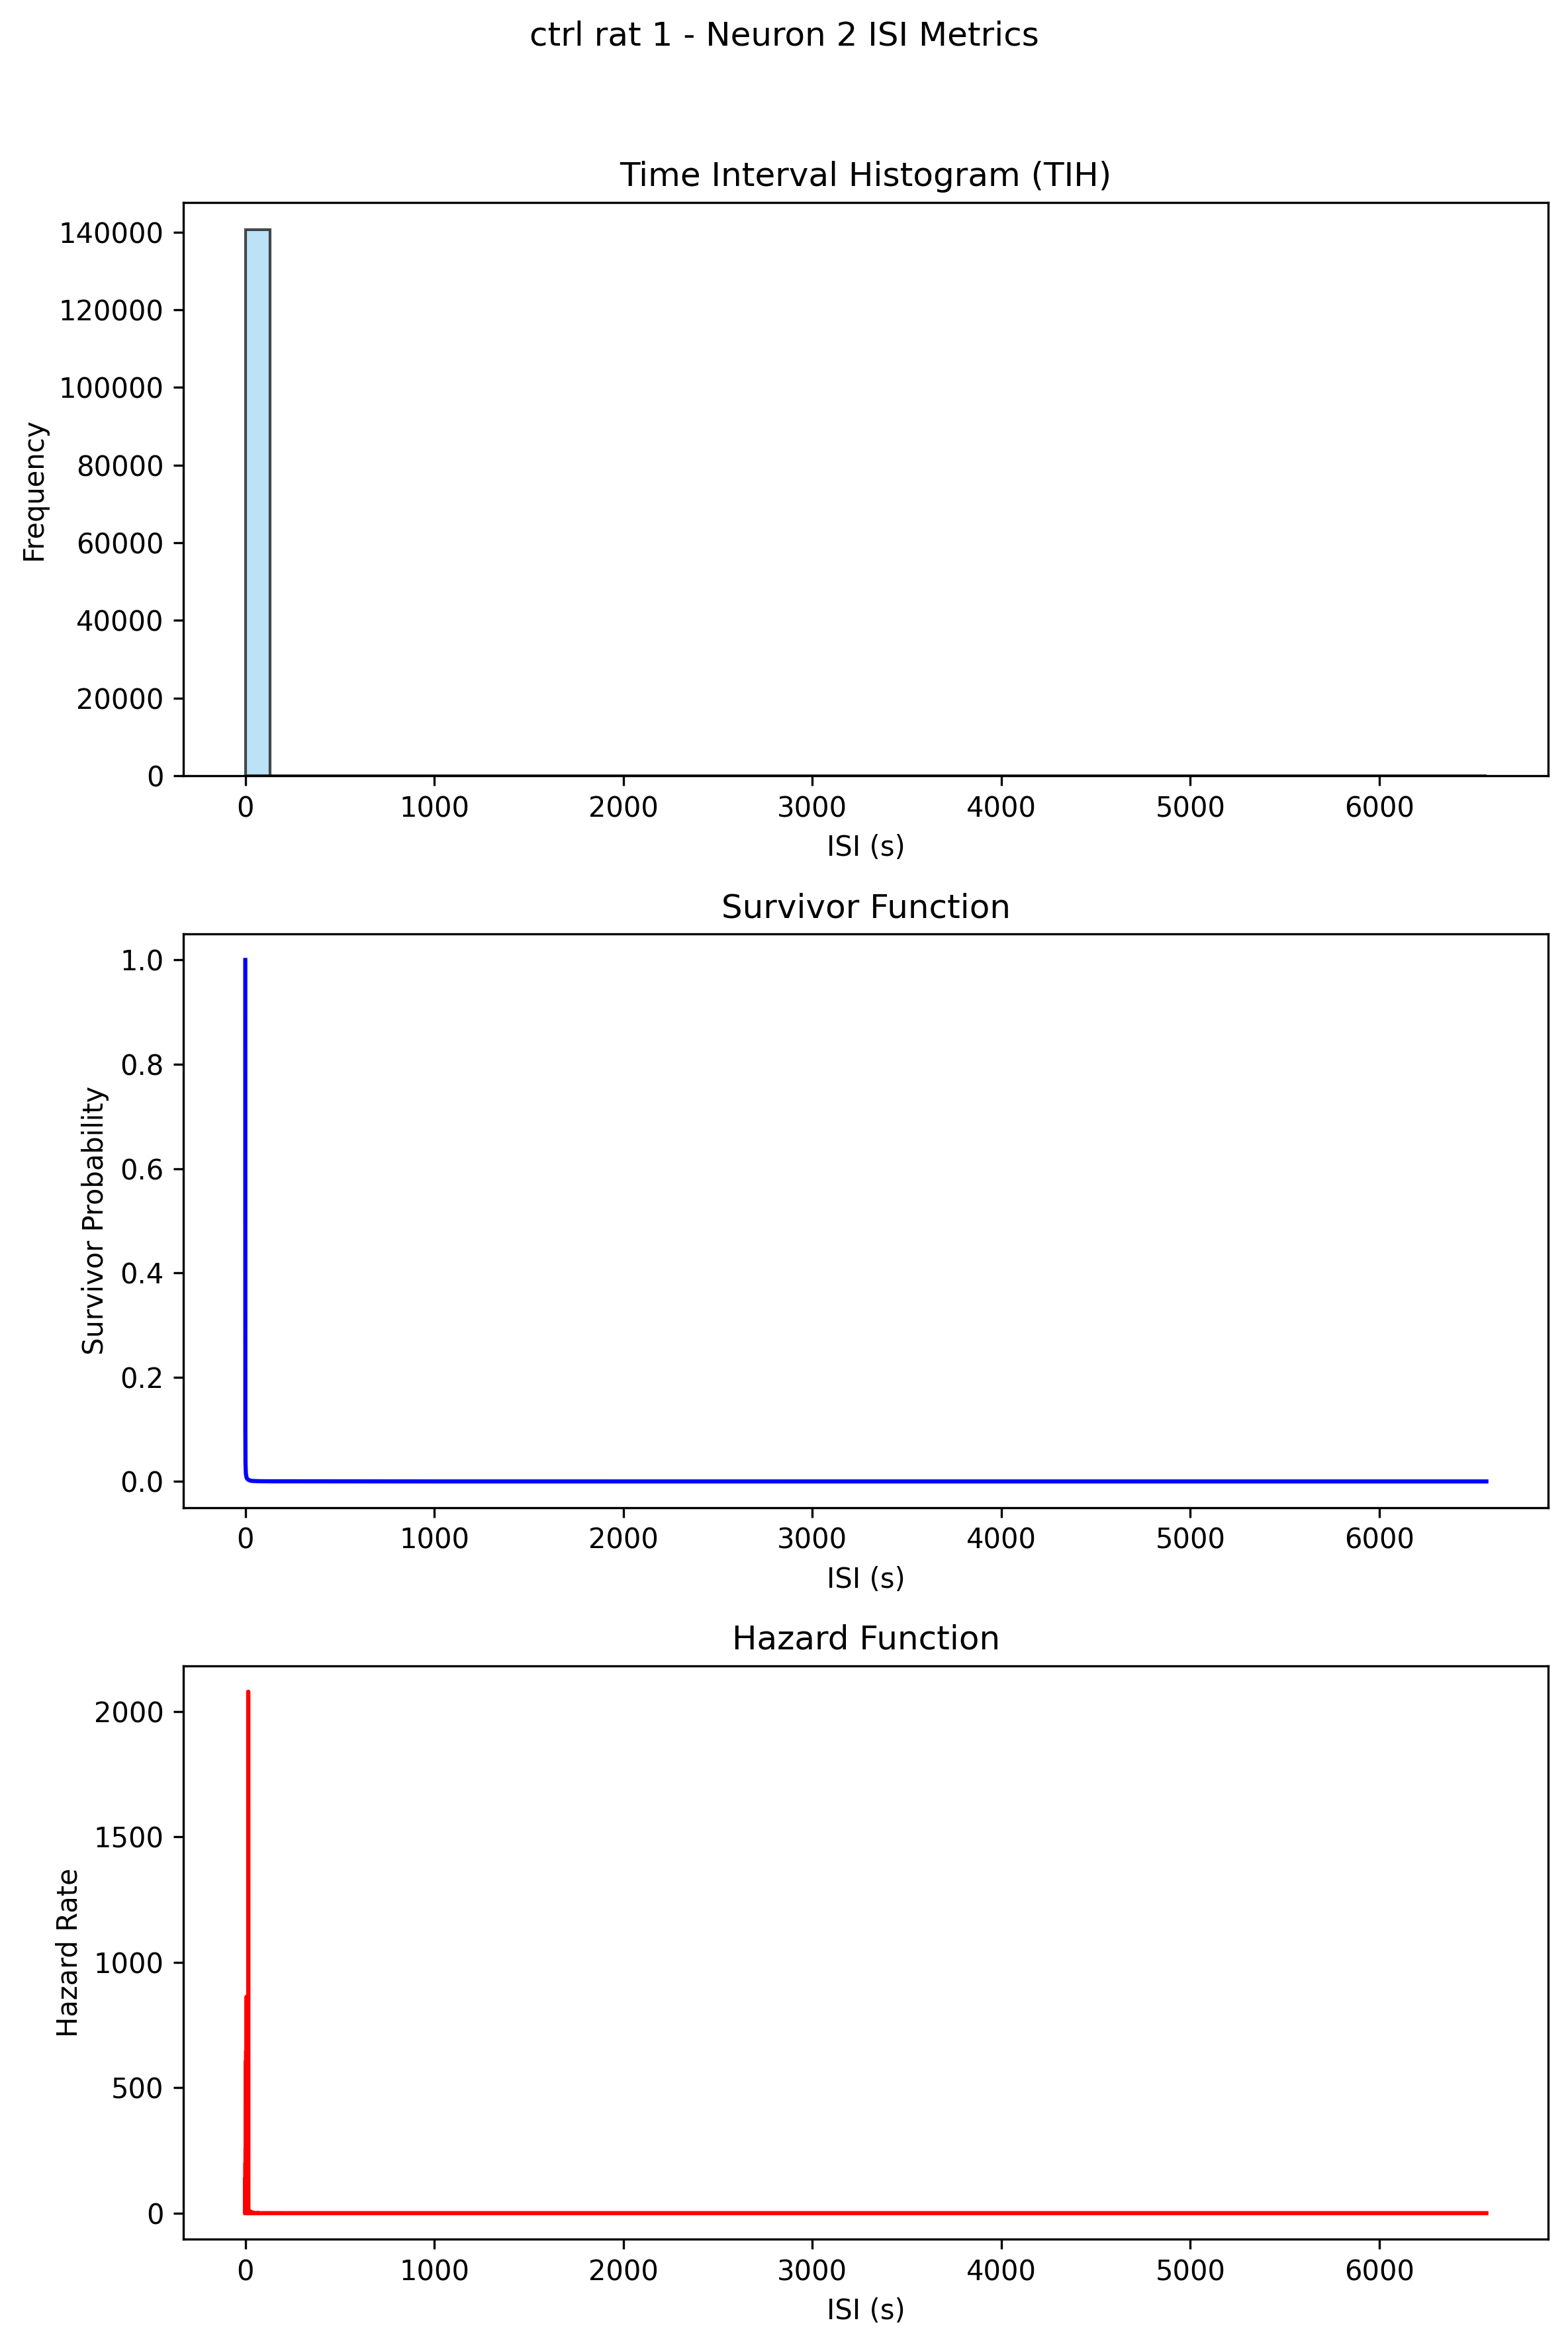 ctrl rat 1 - Neuron 2 ISI Metrics
Time Interval Histogram (TIH)
140000
120000
100000
80000
60000
40000
20000
0
Frequency
0 1000 2000 3000 4000 5000 6000
ISI (s)
Survivor Function
1.0
0.8
0.6
0.4
0.2
0.0
Survivor Probability
0 1000 2000 3000 4000 5000 6000
ISI (s)
Hazard Function
2000
1500
1000
500
0
Hazard Rate
0 1000 2000 3000 4000 5000 6000
ISI (s)